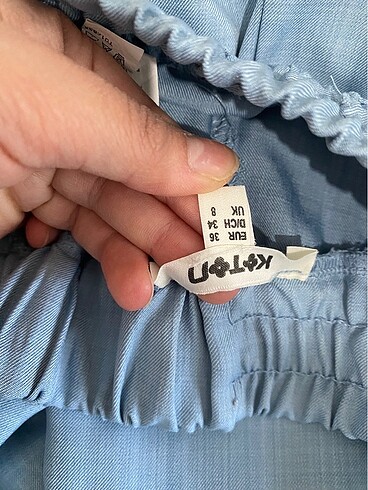 KOTON
EUR 36
D/CH 34
UK 8